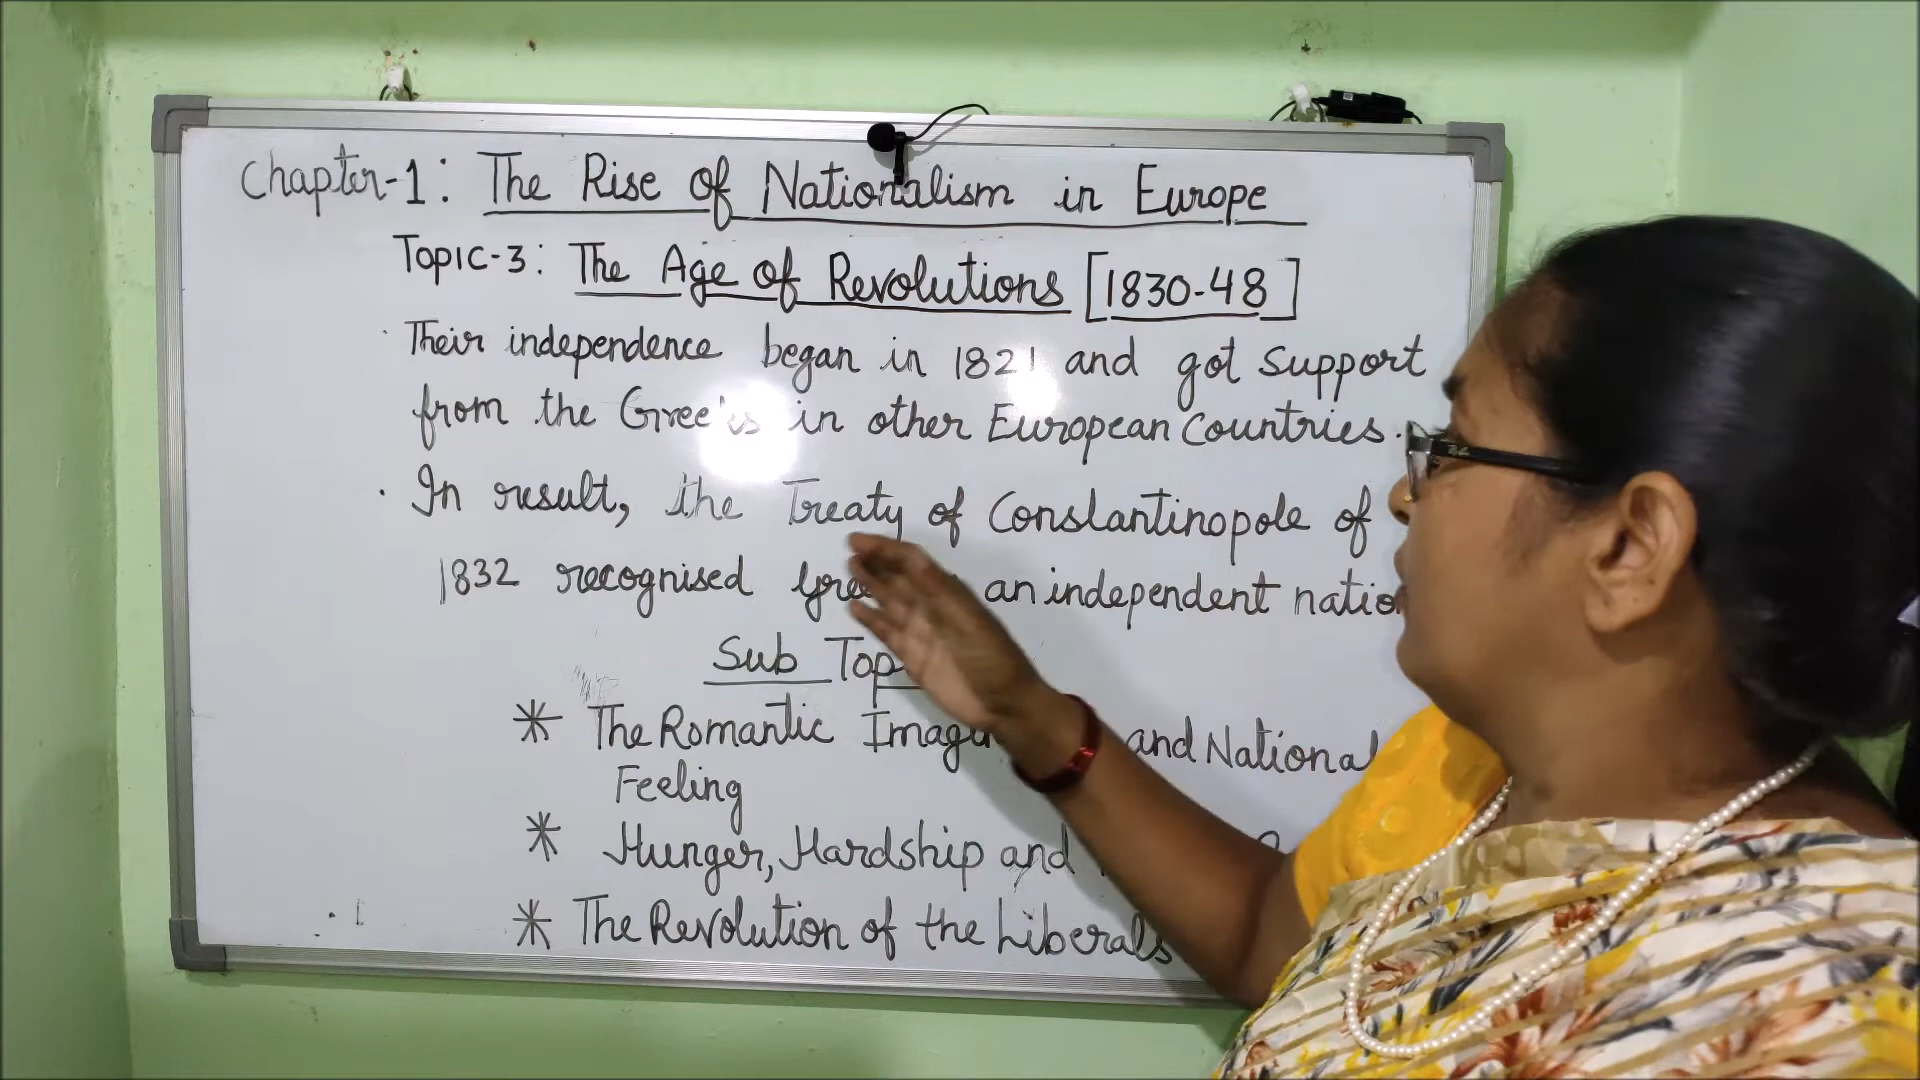 Chapter-1: The Rise of Nationalism in Europe
Topic-3: The Age of Revolutions [1830-48]
· Their independence began in 1821 and got support
from the Greeks in other European Countries.
· In result, the Treaty of Constantinopole of
1832 recognised an independent
Sub
* The Romantic and National
Feeling
* Hunger, Hardship and
* The Revolution of the Liberals